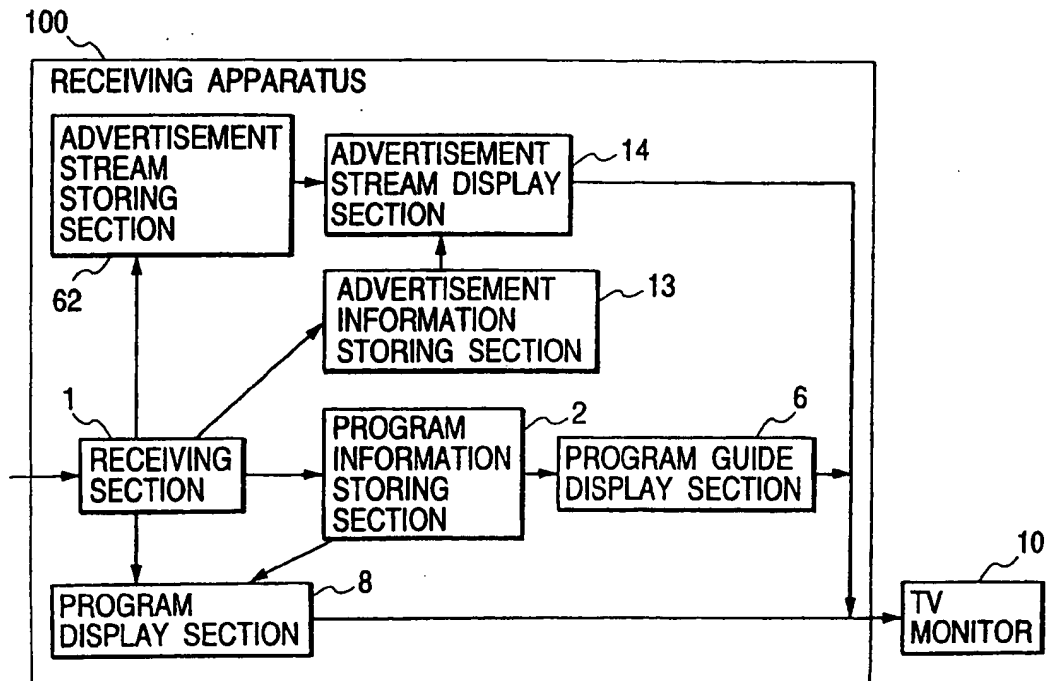 100
RECEIVING APPARATUS
ADVERTISEMENT
STREAM
STORING
SECTION
62
ADVERTISEMENT
STREAM DISPLAY
SECTION
14
ADVERTISEMENT
INFORMATION
STORING SECTION
13
1
RECEIVING
SECTION
PROGRAM
INFORMATION
STORING
SECTION
2
PROGRAM GUIDE
DISPLAY SECTION
6
PROGRAM
DISPLAY SECTION
8
TV
MONITOR
10